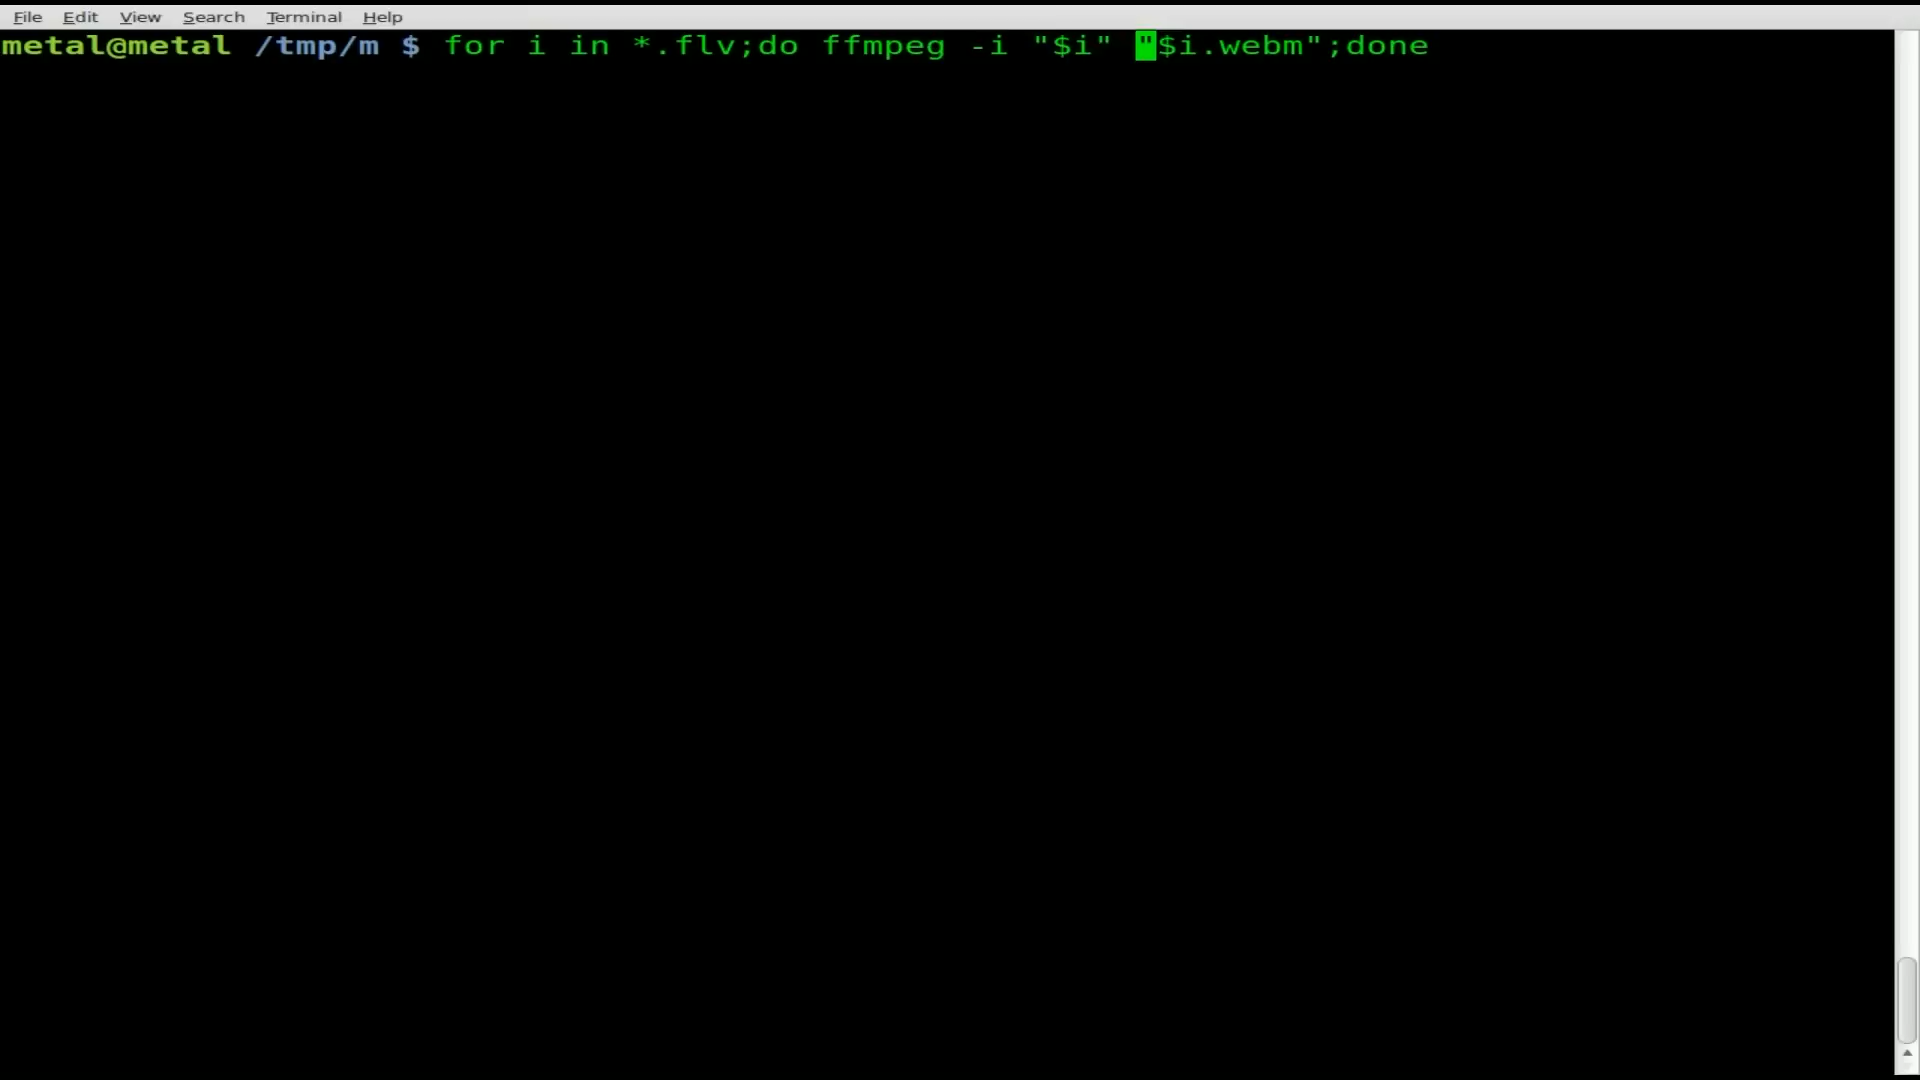 File Edit View Search Terminal Help
metal@metal /tmp/m $ for i in *.flv;do ffmpeg -i "$i" "$i.webm";done